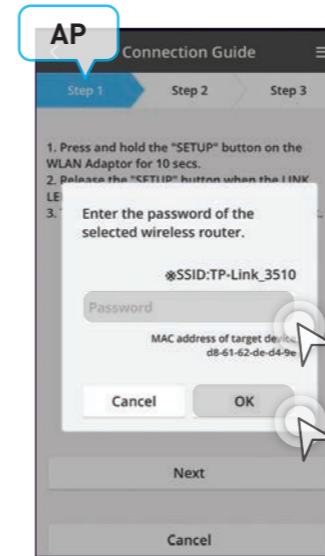 AP
Connection Guide
Step 1 Step 2 Step 3
1. Press and hold the "SETUP" button on the
WLAN Adaptor for 10 secs.
2. Release the "SETUP" button when the LINK
LE
3.
Enter the password of the
selected wireless router.
※SSID:TP-Link_3510
Password
MAC address of target device
d8-61-62-de-d4-9e
Cancel OK
Next
Cancel